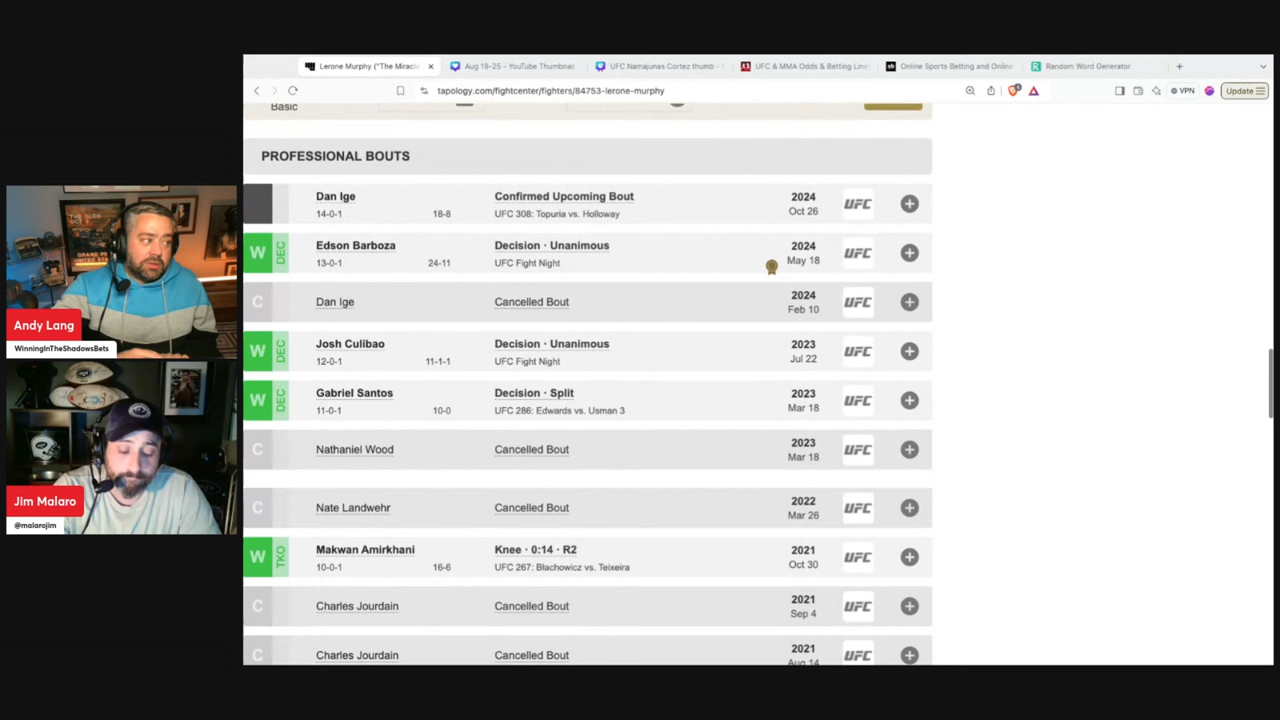 Lerone Murphy ("The Miracle
Aug 19-25 - YouTube Thumbnail
UFC Namajunas Cortez thumb -
UFC & MMA Odds & Betting Line
Online Sports Betting and Online
Random Word Generator
tapology.com/fightcenter/fighters/84753-lerone-murphy
VPN
Update
Basic
PROFESSIONAL BOUTS
Dan Ige
Confirmed Upcoming Bout
2024
14-0-1
18-8
UFC 308: Topuria vs. Holloway
Oct 26
UFC
W
DEC
Edson Barboza
Decision · Unanimous
2024
13-0-1
24-11
UFC Fight Night
May 18
UFC
C
Dan Ige
Cancelled Bout
2024
Feb 10
UFC
W
DEC
Josh Culibao
Decision · Unanimous
2023
12-0-1
11-1-1
UFC Fight Night
Jul 22
UFC
W
DEC
Gabriel Santos
Decision · Split
2023
11-0-1
10-0
UFC 286: Edwards vs. Usman 3
Mar 18
UFC
C
Nathaniel Wood
Cancelled Bout
2023
Mar 18
UFC
C
Nate Landwehr
Cancelled Bout
2022
Mar 26
UFC
W
TKO
Makwan Amirkhani
Knee · 0:14 · R2
2021
10-0-1
16-6
UFC 267: Błachowicz vs. Teixeira
Oct 30
UFC
C
Charles Jourdain
Cancelled Bout
2021
Sep 4
UFC
C
Charles Jourdain
Cancelled Bout
2021
Aug 14
UFC
Andy Lang
WinningInTheShadowsBets
Jim Malaro
@malarojim